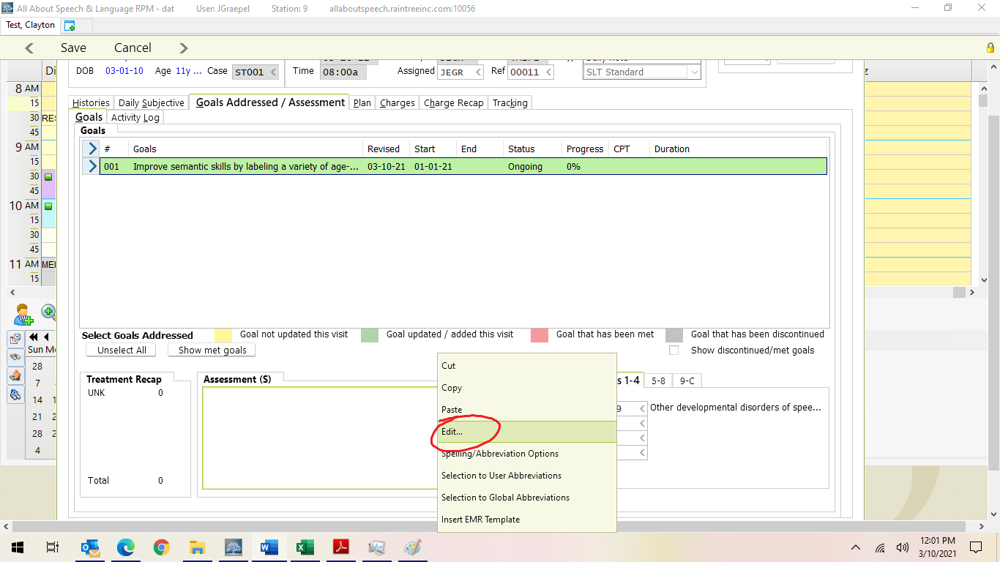 All About Speech & Language RPM - dat User: JGraepel Station: 9 allaboutspeech.raintreeinc.com:10056
Test, Clayton
Save Cancel
DOB 03-01-10 Age 11y ... Case ST001 Time 08:00a Assigned JEGR Ref 00011 SLT Standard
Di
Histories Daily Subjective Goals Addressed / Assessment Plan Charges Charge Recap Tracking
Goals Activity Log
Goals
# Goals Revised Start End Status Progress CPT Duration
001 Improve semantic skills by labeling a variety of age-... 03-10-21 01-01-21 Ongoing 0%
8 AM
15
30 RES
45
9 AM
15
30
45
10 AM
15
30
45
11 AM MEI
15
Select Goals Addressed Goal not updated this visit Goal updated / added this visit Goal that has been met Goal that has been discontinued
Unselect All Show met goals Show discontinued/met goals
Sun Mo
28
7
14 1
21 2
28 2
4
Treatment Recap
UNK 0
Total 0
Assessment (S)
Cut
Copy
Paste
Edit...
Spelling/Abbreviation Options
Selection to User Abbreviations
Selection to Global Abbreviations
Insert EMR Template
s 1-4 5-8 9-C
9 Other developmental disorders of spee...
12:01 PM
3/10/2021